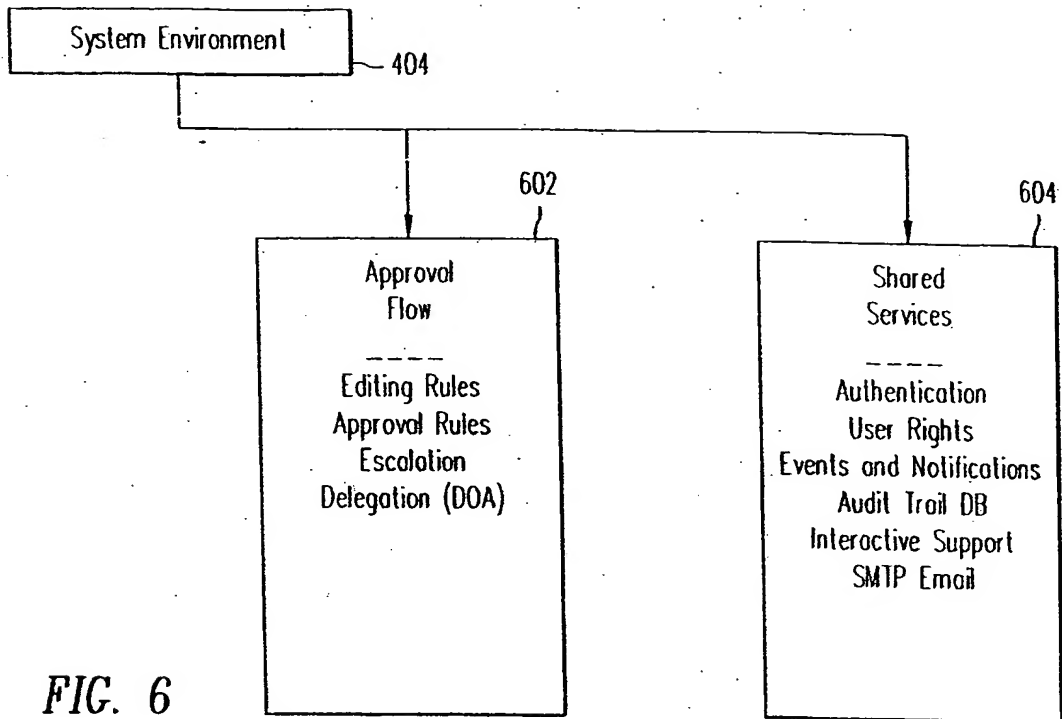 System Environment
404
602
604
Approval
Flow
Editing Rules
Approval Rules
Escalation
Delegation (DOA)
Shared
Services
Authentication
User Rights
Events and Notifications
Audit Trail DB
Interactive Support
SMTP Email
FIG. 6